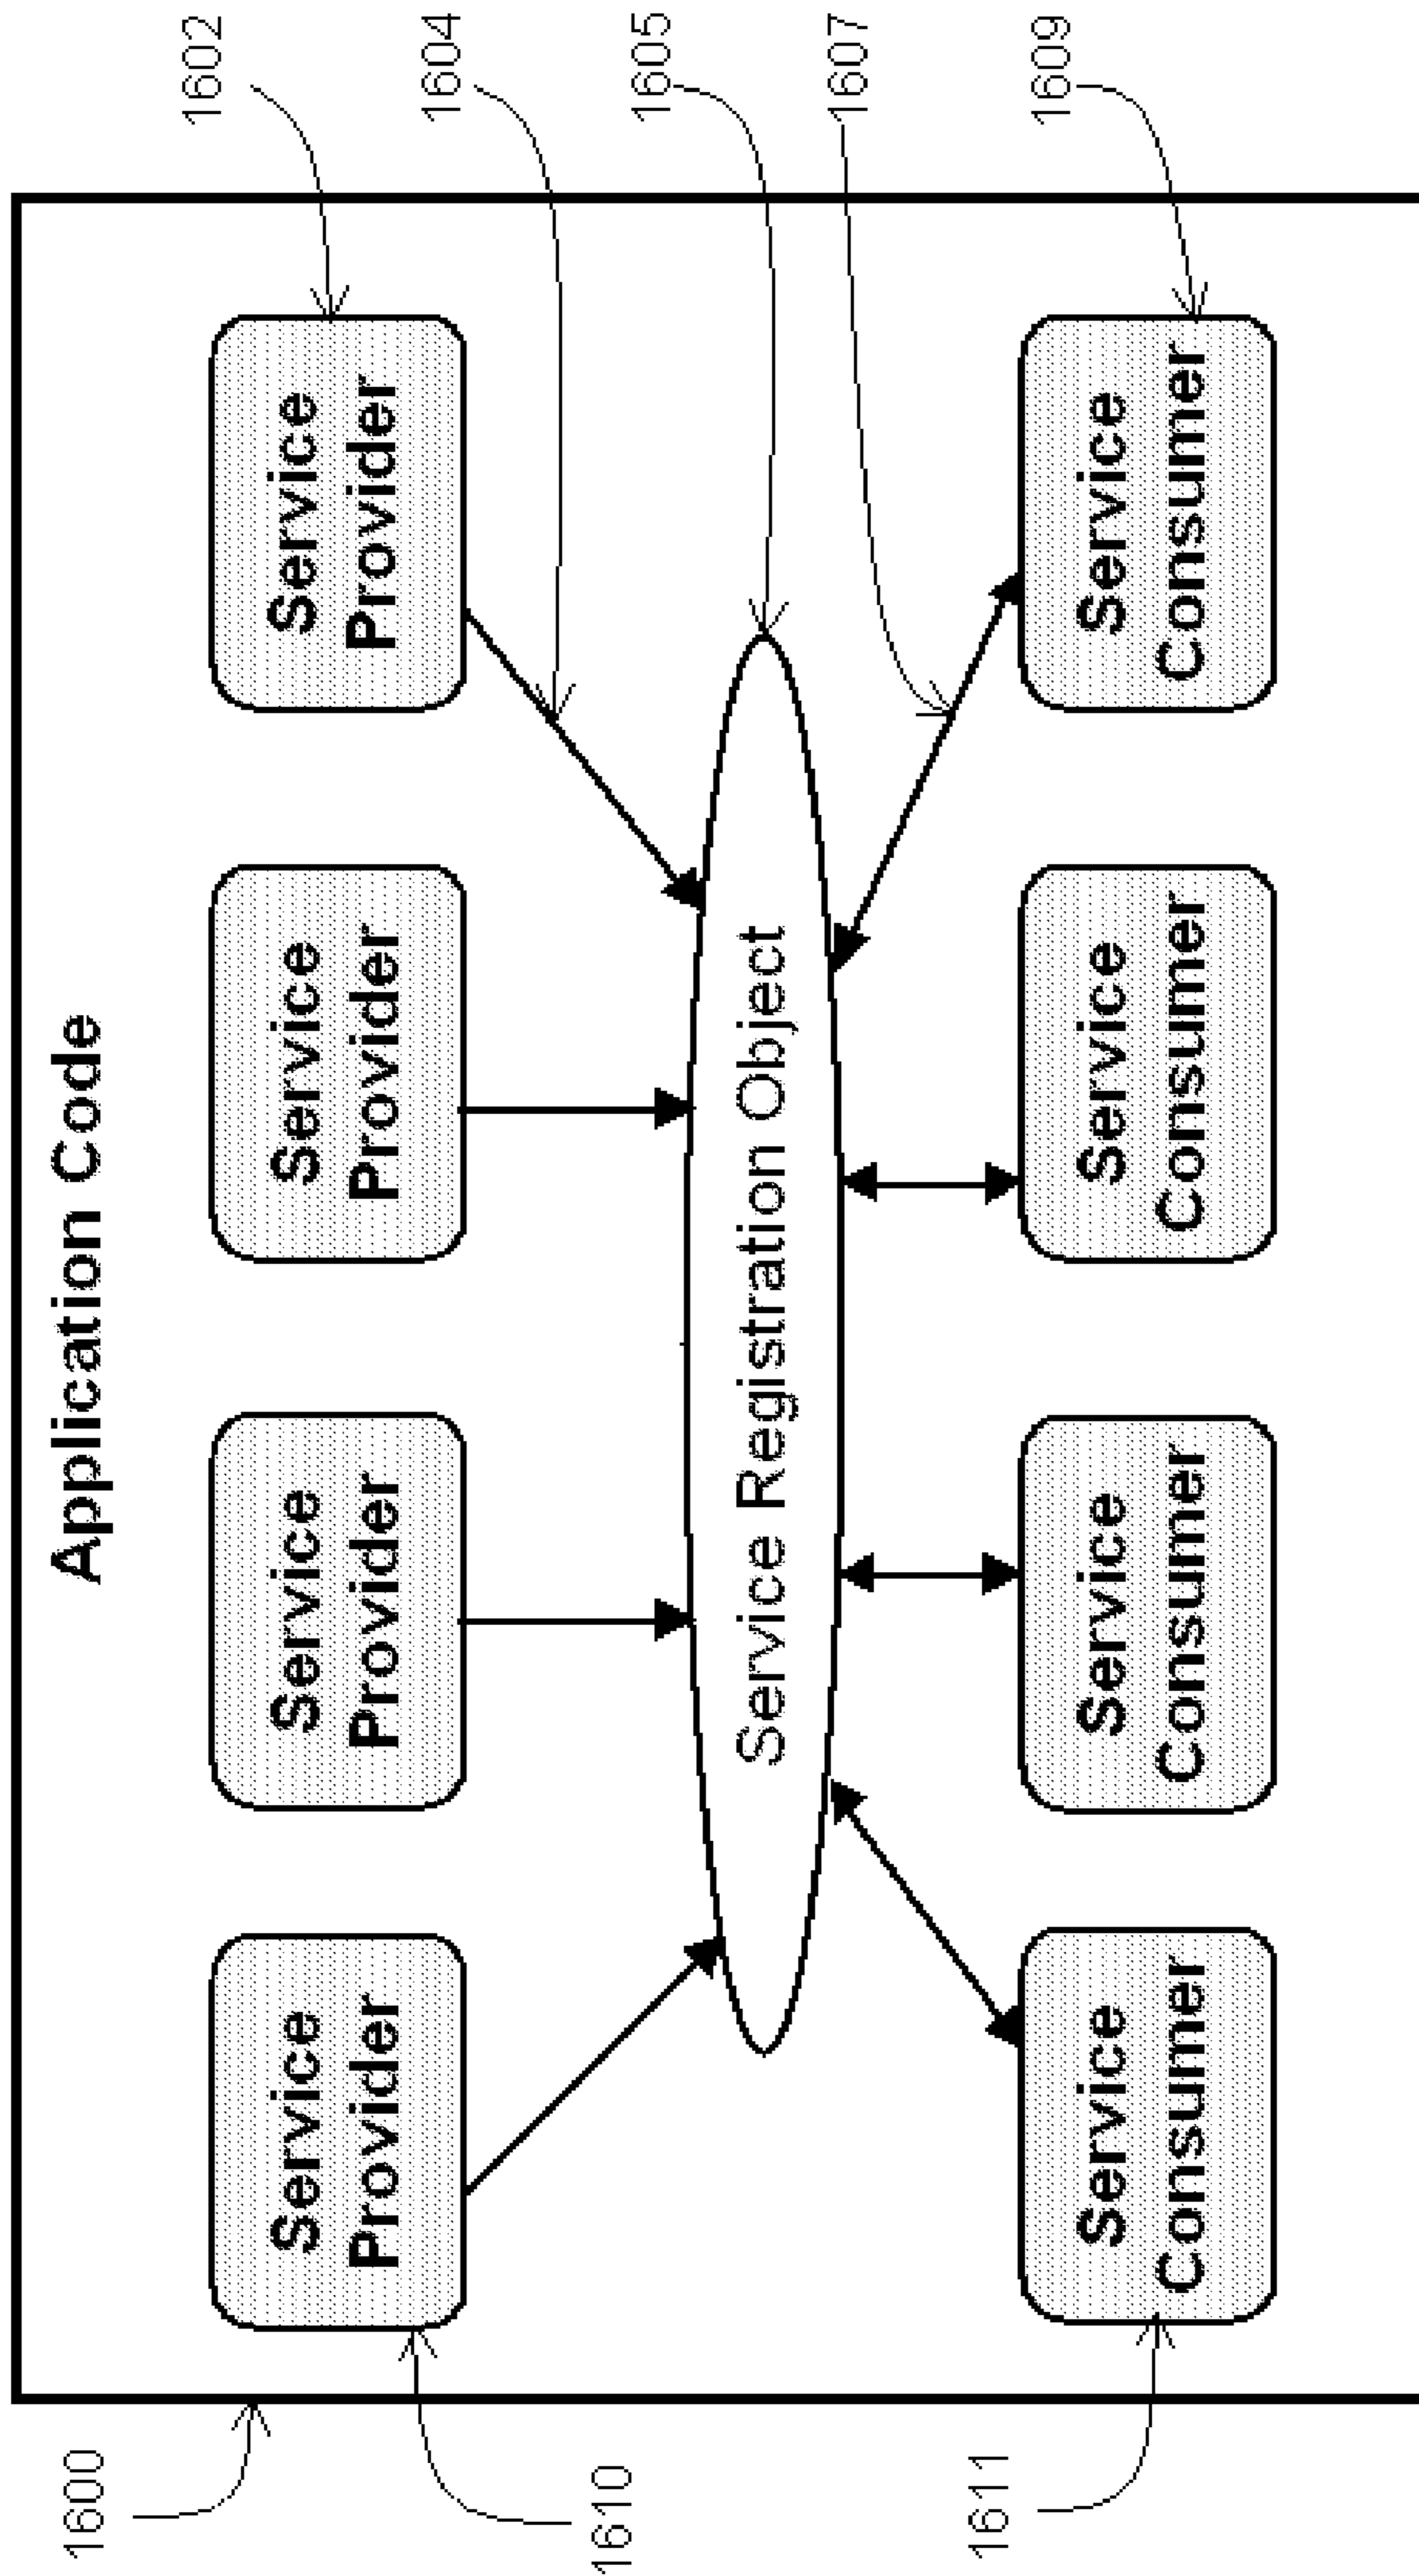 Application Code
1600
1602
Service
Provider
Service
Provider
Service
Provider
Service
Provider
1610
1604
1605
Service Registration Object
1607
1611
1609
Service
Consumer
Service
Consumer
Service
Consumer
Service
Consumer